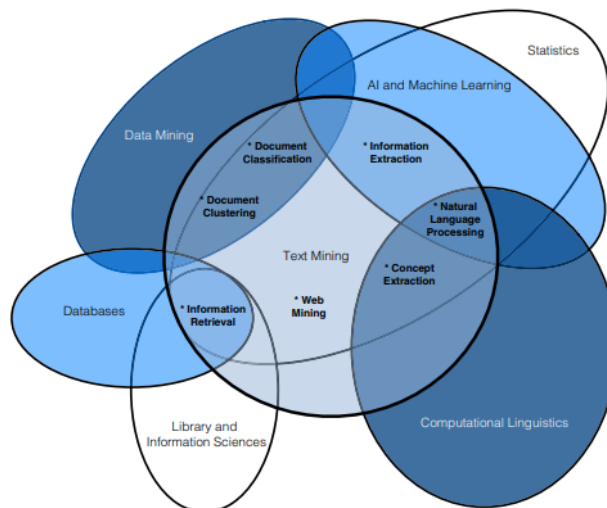 Statistics
AI and Machine Learning
Data Mining
* Document
Classification
* Information
Extraction
* Document
Clustering
* Natural
Language
Processing
Text Mining
* Concept
Extraction
* Web
Mining
Databases
* Information
Retrieval
Library and
Information Sciences
Computational Linguistics